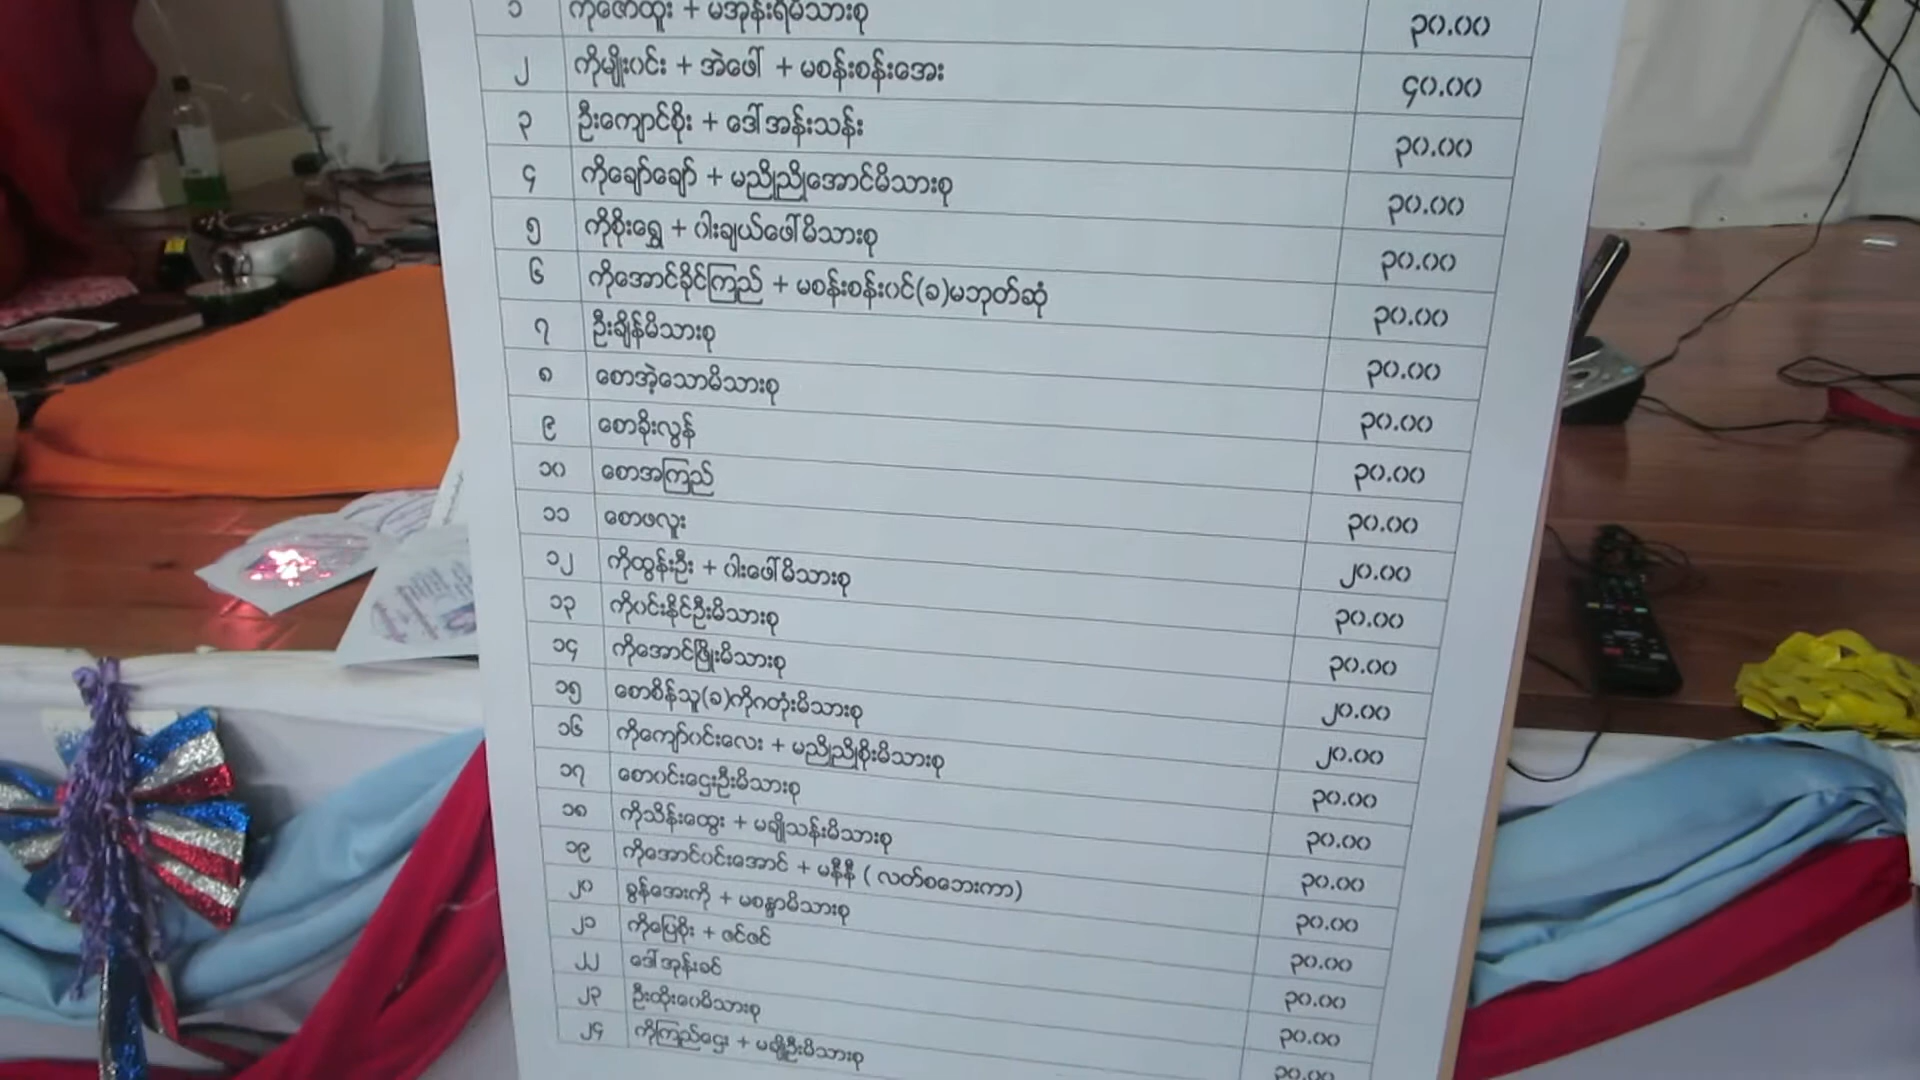 ၁ ကိုဇော်ထူး + မအုန်းရီမိသားစု ၃၀.၀၀
၂ ကိုမျိုးဝင်း + အဲဖေါ် + မစန်းစန်းအေး ၄၀.၀၀
၃ ဦးကျောင်စိုး + ဒေါ်အန်းသန်း ၃၀.၀၀
၄ ကိုချော်ချော် + မညိုညိုအောင်မိသားစု ၃၀.၀၀
၅ ကိုစိုးရွှေ + ဝါးချယ်ဖေါ်မိသားစု ၃၀.၀၀
၆ ကိုအောင်ခိုင်ကြည် + မစန်းစန်းဝင်(ခ)မဘုတ်ဆုံ ၃၀.၀၀
၇ ဦးချိန်မိသားစု ၃၀.၀၀
၈ စောအဲ့သောမိသားစု ၃၀.၀၀
၉ စောခိုးလွန် ၃၀.၀၀
၁၀ စောအကြည် ၃၀.၀၀
၁၁ စောဖလူး ၂၀.၀၀
၁၂ ကိုထွန်းဦး + ဝါးဖေါ်မိသားစု ၃၀.၀၀
၁၃ ကိုဝင်းနိုင်ဦးမိသားစု ၃၀.၀၀
၁၄ ကိုအောင်ဖြိုးမိသားစု ၂၀.၀၀
၁၅ စောစိန်သူ(ခ)ကိုဂတုံးမိသားစု ၂၀.၀၀
၁၆ ကိုကျော်ဝင်းလေး + မညိုညိုစိုးမိသားစု ၃၀.၀၀
၁၇ စောဝင်းဌေးဦးမိသားစု ၃၀.၀၀
၁၈ ကိုသိန်းထွေး + မချိုသန်းမိသားစု ၃၀.၀၀
၁၉ ကိုအောင်ဝင်းအောင် + မနီနီ ( လတ်စဘေးကာ) ၃၀.၀၀
၂၀ စွန်အေးကို + မစန္ဒာမိသားစု ၃၀.၀၀
၂၁ ကိုပြေစိုး + ဇင်ဇင် ၃၀.၀၀
၂၂ ဒေါ်အုန်းခင် ၃၀.၀၀
၂၃ ဦးထိုးပေမိသားစု ၃၀.၀၀
၂၄ ကိုကြည်ဌေး + မချိုဦးမိသားစု